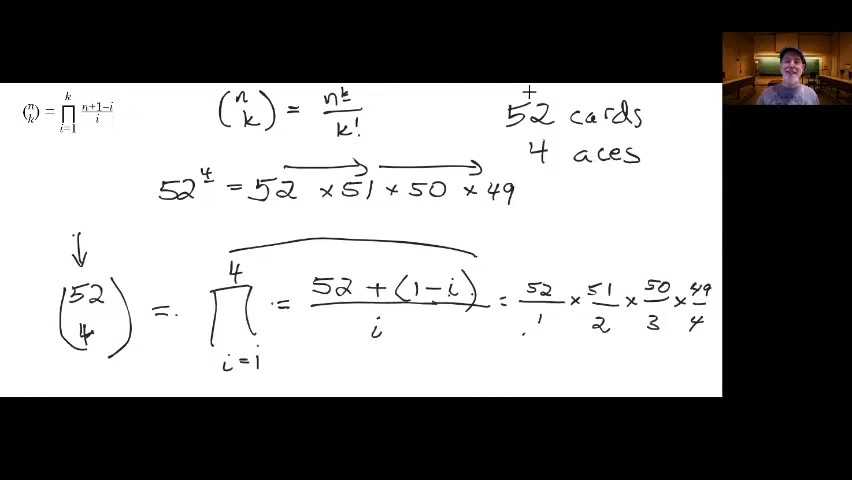 (n k) = ∏ k i=1 n+1−i / i
(n k) = n^k̲ / k!
52 cards
4 aces
52^4̲ = 52 × 51 × 50 × 49
(52 4) = ∏ 4 i=1 = 52 + (1 − i) / i = 52/1 × 51/2 × 50/3 × 49/4